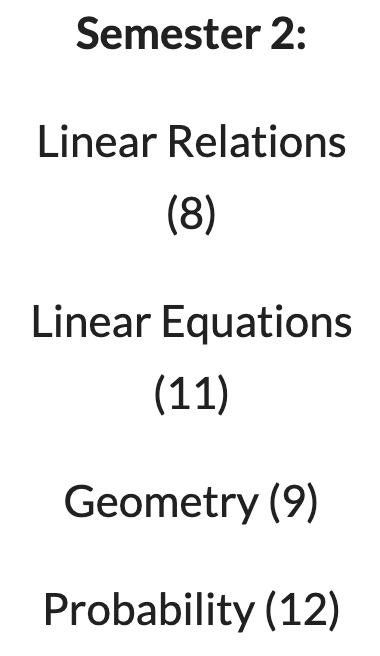 Semester 2:
Linear Relations
(8)
Linear Equations
(11)
Geometry (9)
Probability (12)